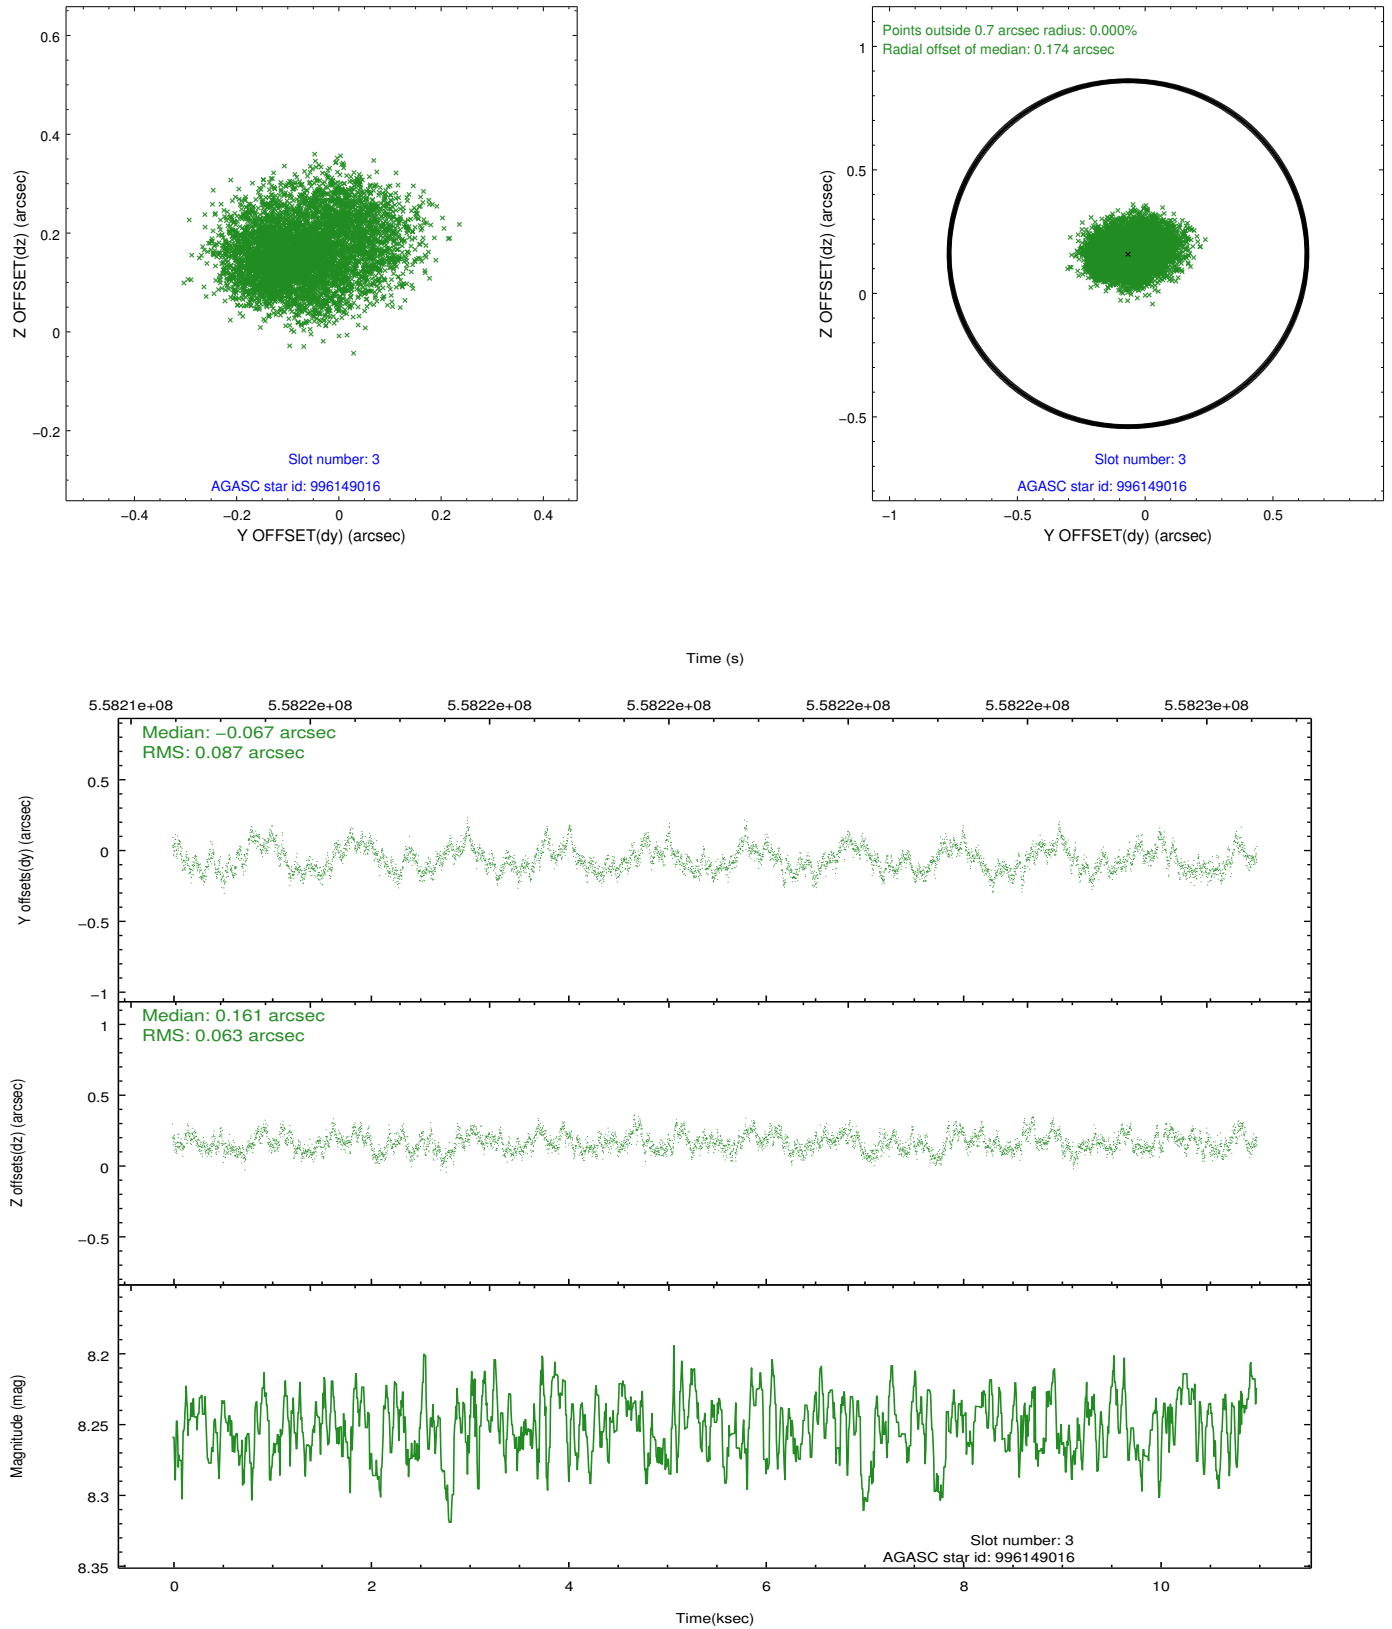 0.6
0.4
0.2
0
−0.2
Z OFFSET(dz) (arcsec)
Slot number: 3
AGASC star id: 996149016
−0.4 −0.2 0 0.2 0.4
Y OFFSET(dy) (arcsec)
Points outside 0.7 arcsec radius: 0.000%
Radial offset of median: 0.174 arcsec
1
0.5
0
−0.5
Z OFFSET(dz) (arcsec)
Slot number: 3
AGASC star id: 996149016
−1 −0.5 0 0.5
Y OFFSET(dy) (arcsec)
Time (s)
5.5821e+08 5.5822e+08 5.5822e+08 5.5822e+08 5.5822e+08 5.5822e+08 5.5823e+08
Median: −0.067 arcsec
RMS: 0.087 arcsec
0.5
0
−0.5
−1
Y offsets(dy) (arcsec)
Median: 0.161 arcsec
RMS: 0.063 arcsec
1
0.5
0
−0.5
Z offsets(dz) (arcsec)
8.2
8.25
8.3
8.35
Magnitude (mag)
Slot number: 3
AGASC star id: 996149016
0 2 4 6 8 10
Time(ksec)